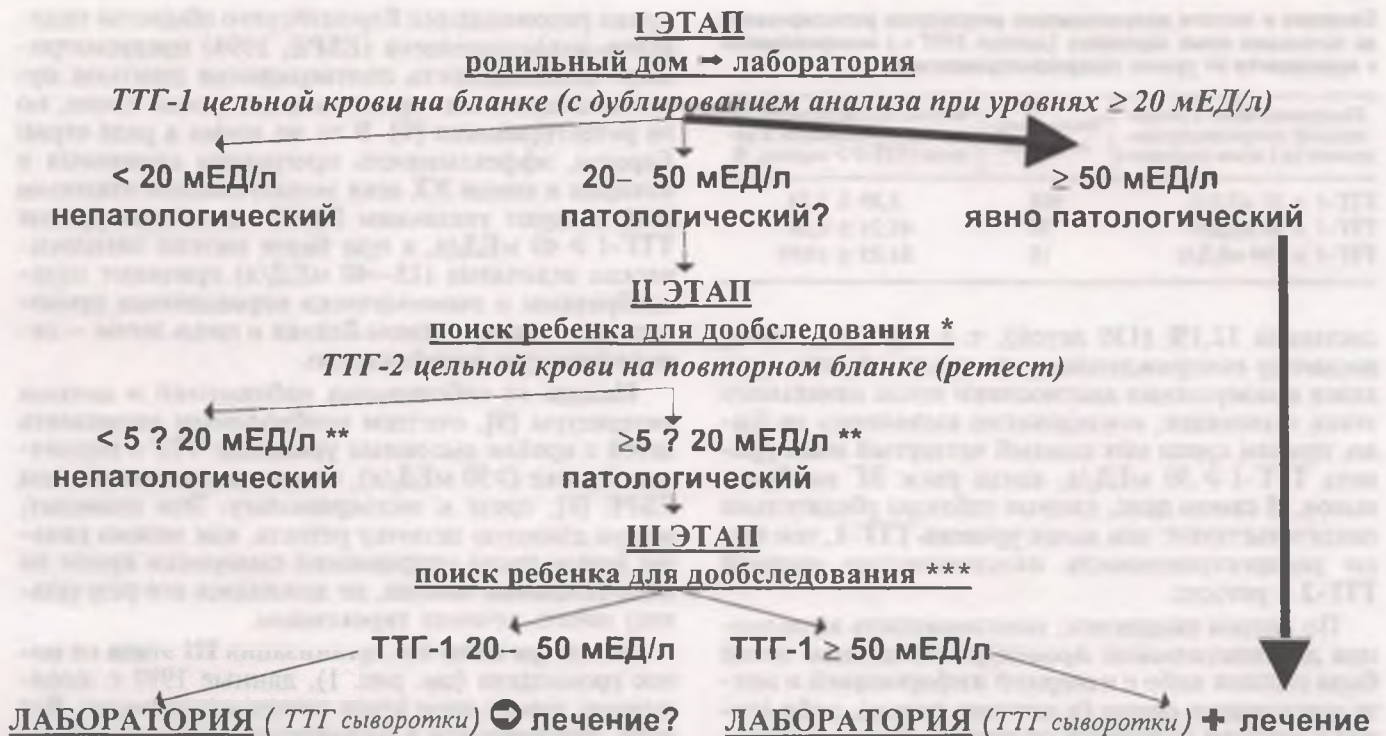 I ЭТАП
родильный дом ➡ лаборатория
ТТГ-1 цельной крови на бланке (с дублированием анализа при уровнях ≥ 20 мЕД/л)
< 20 мЕД/л 20– 50 мЕД/л ≥ 50 мЕД/л
непатологический патологический? явно патологический
II ЭТАП
поиск ребенка для дообследования *
ТТГ-2 цельной крови на повторном бланке (ретест)
< 5 ? 20 мЕД/л ** ≥5 ? 20 мЕД/л **
непатологический патологический
III ЭТАП
поиск ребенка для дообследования ***
ТТГ-1 20– 50 мЕД/л ТТГ-1 ≥ 50 мЕД/л
ЛАБОРАТОРИЯ ( ТТГ сыворотки) ➲ лечение? ЛАБОРАТОРИЯ (ТТГ сыворотки) ✚ лечение